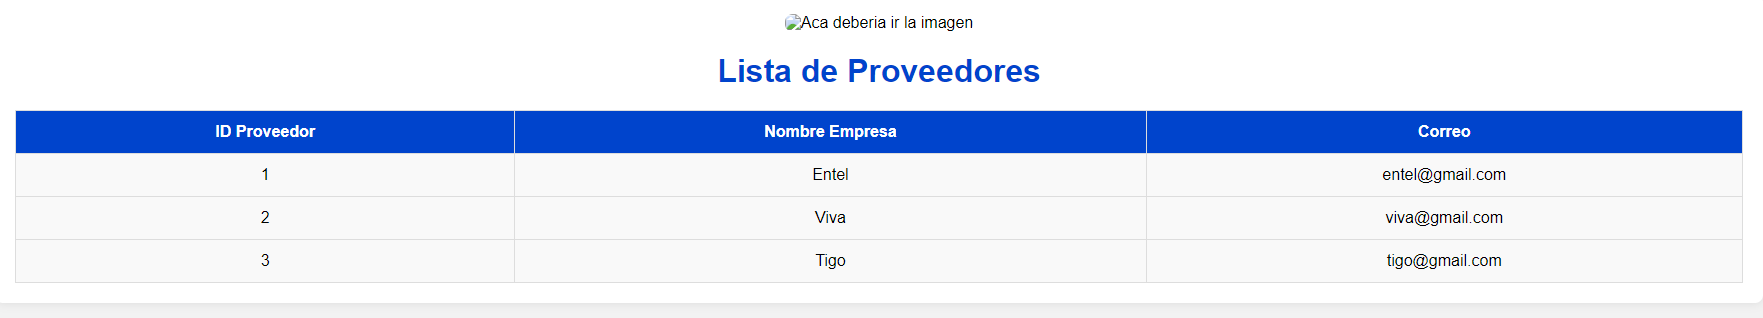 Aca deberia ir la imagen
Lista de Proveedores
ID Proveedor Nombre Empresa Correo
1 Entel entel@gmail.com
2 Viva viva@gmail.com
3 Tigo tigo@gmail.com